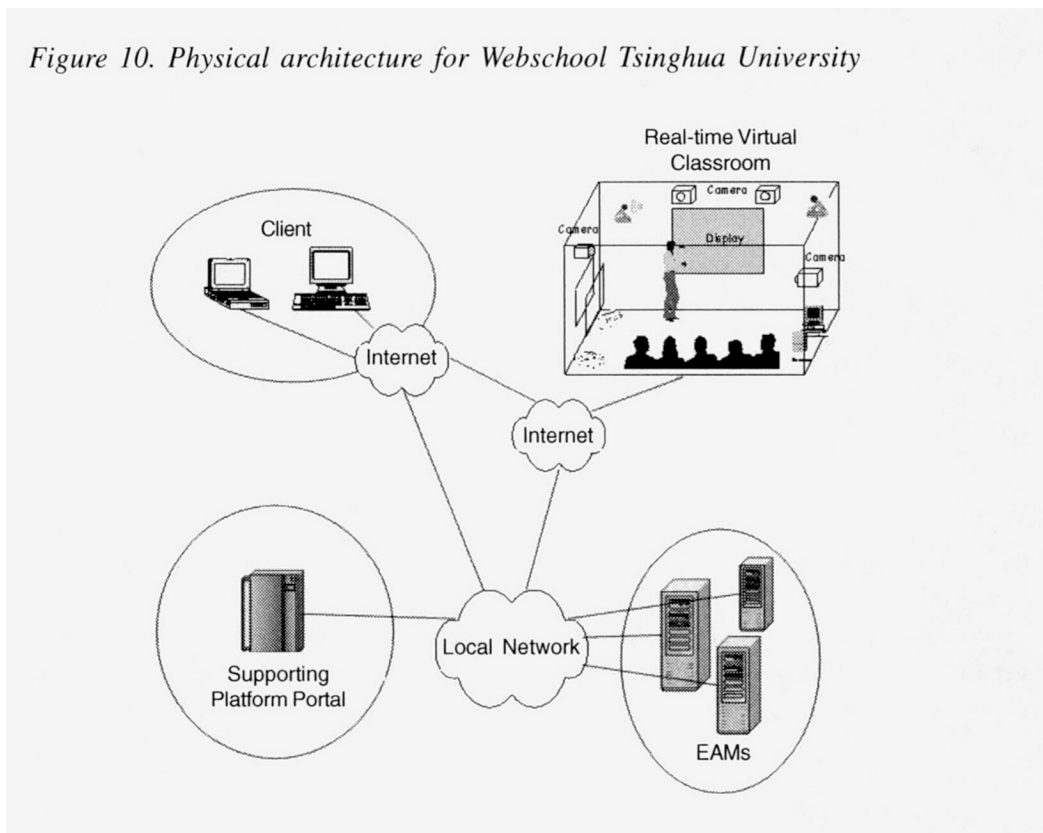 Figure 10. Physical architecture for Webschool Tsinghua University
Real-time Virtual
Classroom
Client
Camera
Camera
Display
Camera
Internet
Internet
Local Network
Supporting
Platform Portal
EAMs